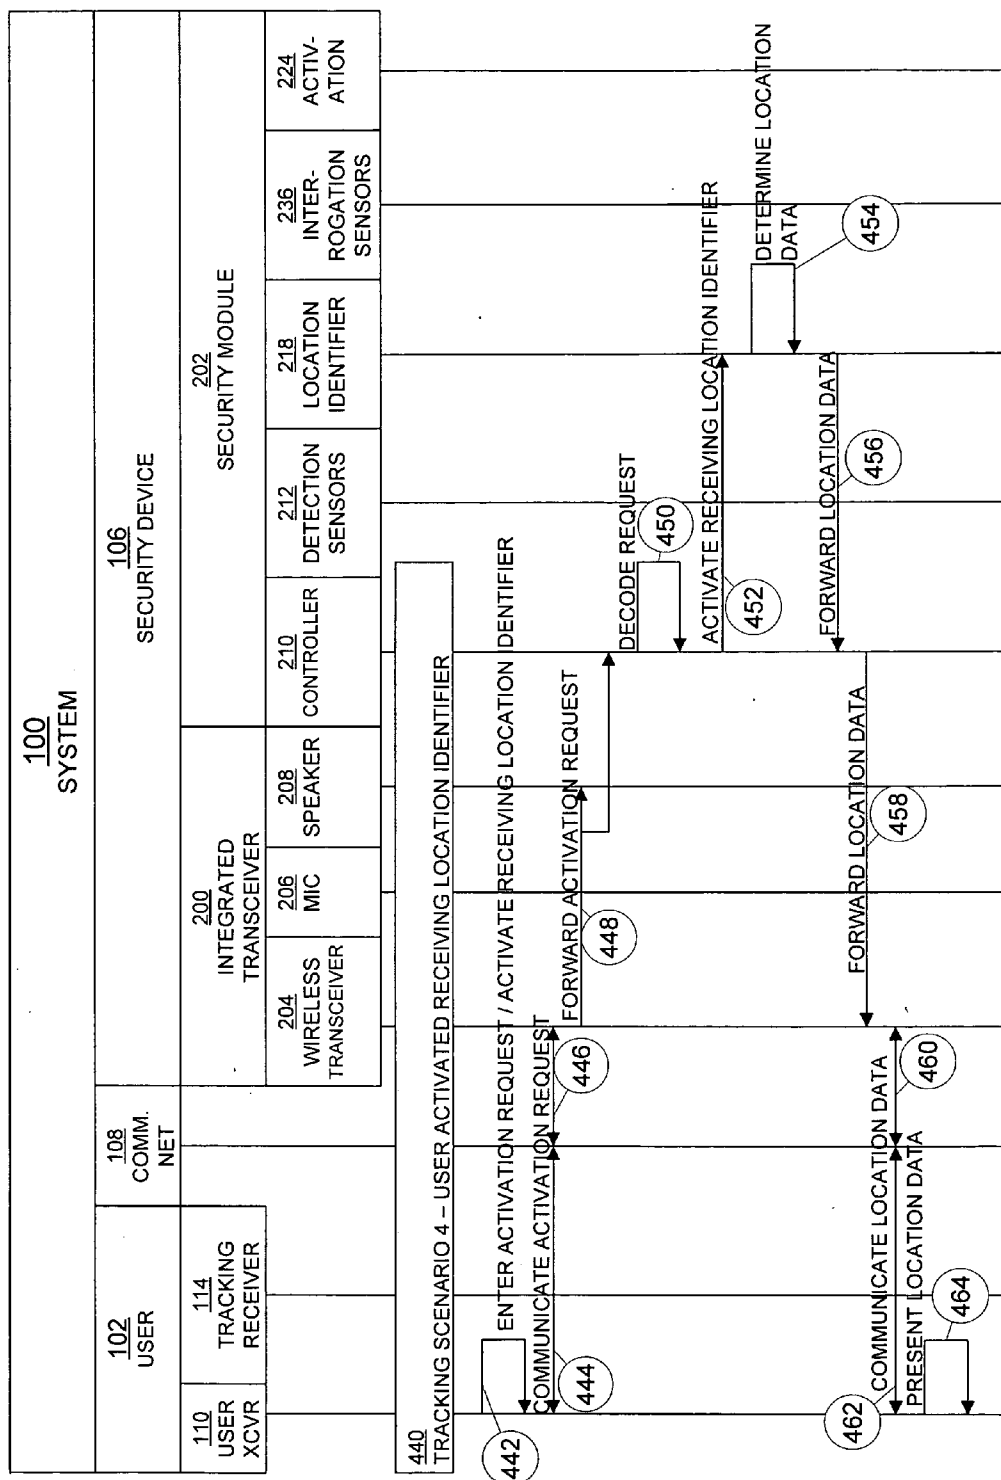 100
SYSTEM
102
USER
108
COMM.
NET
106
SECURITY DEVICE
200
INTEGRATED
TRANSCEIVER
202
SECURITY MODULE
110
USER
XCVR
114
TRACKING
RECEIVER
204
WIRELESS
TRANSCEIVER
206
MIC
208
SPEAKER
210
CONTROLLER
212
DETECTION
SENSORS
218
LOCATION
IDENTIFIER
236
INTER-
ROGATION
SENSORS
224
ACTIV-
ATION
440
TRACKING SCENARIO 4 – USER ACTIVATED RECEIVING LOCATION IDENTIFIER
442
ENTER ACTIVATION REQUEST / ACTIVATE RECEIVING LOCATION IDENTIFIER
COMMUNICATE ACTIVATION REQUEST
444
446
FORWARD ACTIVATION REQUEST
448
DECODE REQUEST
450
ACTIVATE RECEIVING LOCATION IDENTIFIER
452
DETERMINE LOCATION
DATA
454
FORWARD LOCATION DATA
456
FORWARD LOCATION DATA
458
COMMUNICATE LOCATION DATA
460
462
PRESENT LOCATION DATA
464